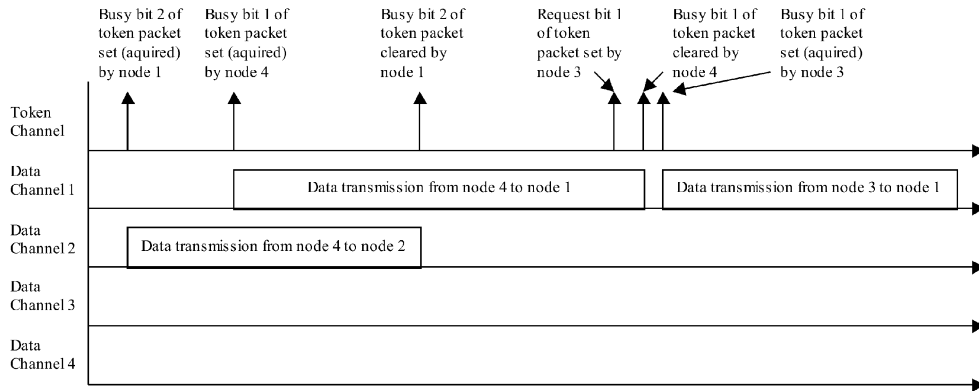 Busy bit 2 of
token packet
set (aquired)
by node 1
Busy bit 1 of
token packet
set (aquired)
by node 4
Busy bit 2 of
token packet
cleared by
node 1
Request bit 1
of token
packet set by
node 3
Busy bit 1 of
token packet
cleared by
node 4
Busy bit 1 of
token packet
set (aquired)
by node 3
Token
Channel
Data
Channel 1
Data transmission from node 4 to node 1
Data transmission from node 3 to node 1
Data
Channel 2
Data transmission from node 4 to node 2
Data
Channel 3
Data
Channel 4